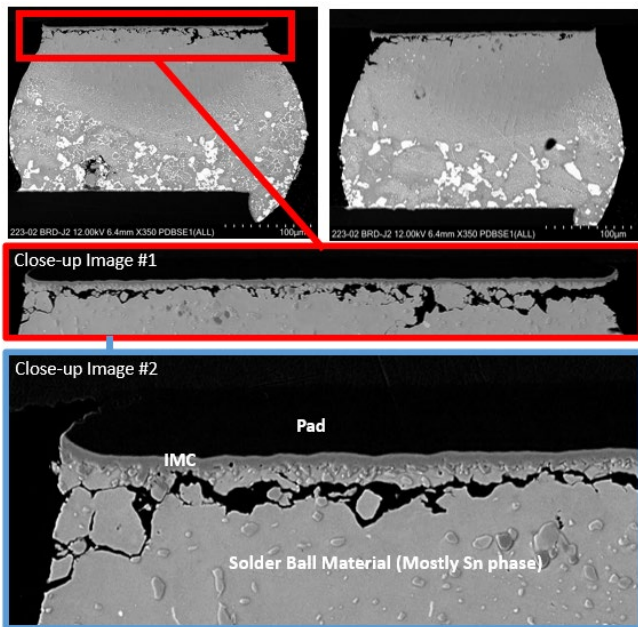 223-02 BRD-J2 12.00kV 6.4mm X350 PDBSE1(ALL)
100μm
223-02 BRD-J2 12.00kV 6.4mm X350 PDBSE1(ALL)
100μm
Close-up Image #1
Close-up Image #2
Pad
IMC
Solder Ball Material (Mostly Sn phase)